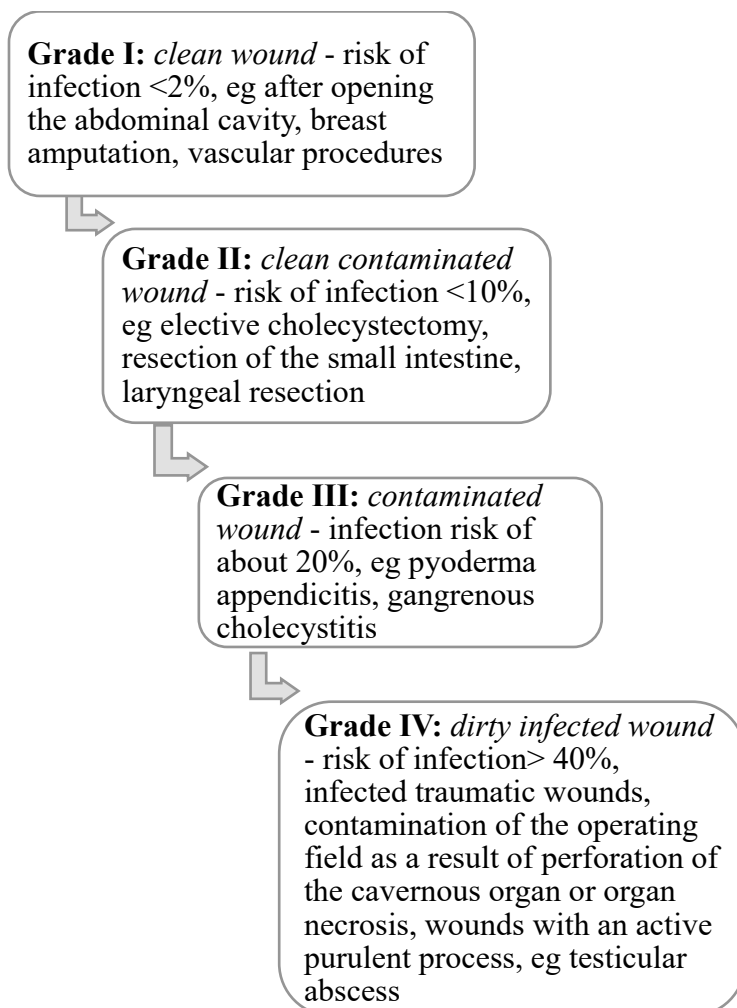 Grade I: clean wound - risk of
infection <2%, eg after opening
the abdominal cavity, breast
amputation, vascular procedures
Grade II: clean contaminated
wound - risk of infection <10%,
eg elective cholecystectomy,
resection of the small intestine,
laryngeal resection
Grade III: contaminated
wound - infection risk of
about 20%, eg pyoderma
appendicitis, gangrenous
cholecystitis
Grade IV: dirty infected wound
- risk of infection> 40%,
infected traumatic wounds,
contamination of the operating
field as a result of perforation of
the cavernous organ or organ
necrosis, wounds with an active
purulent process, eg testicular
abscess